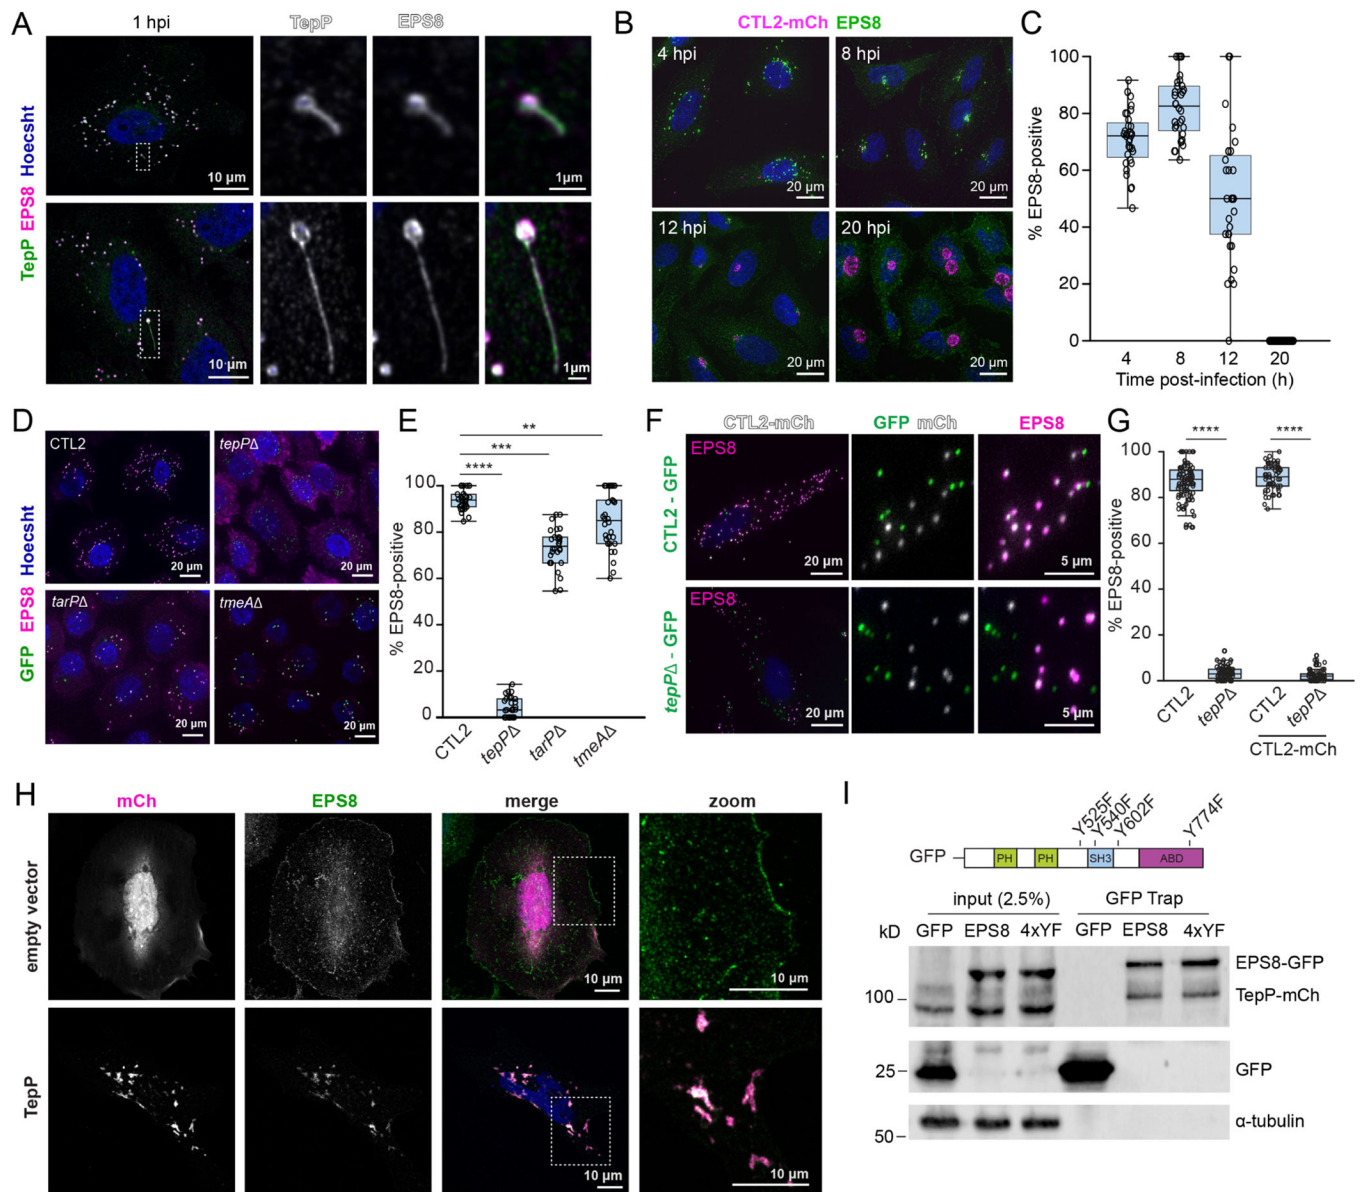 A
1 hpi
TepP
EPS8
TepP EPS8 Hoecsht
10 µm
1µm
10 µm
1µm
B
CTL2-mCh EPS8
4 hpi
8 hpi
20 µm
20 µm
12 hpi
20 hpi
20 µm
20 µm
C
% EPS8-positive
100
80
60
40
20
0
4
8
12
20
Time post-infection (h)
D
GFP EPS8 Hoecsht
CTL2
tepPΔ
20 µm
20 µm
tarPΔ
tmeAΔ
20 µm
20 µm
E
**
***
****
% EPS8-positive
100
80
60
40
20
0
CTL2
tepPΔ
tarPΔ
tmeAΔ
F
CTL2-mCh
GFP mCh
EPS8
CTL2 - GFP
EPS8
20 µm
5 µm
tepPΔ - GFP
EPS8
20 µm
5 µm
G
****
****
% EPS8-positive
100
80
60
40
20
0
CTL2
tepPΔ
CTL2
tepPΔ
CTL2-mCh
H
mCh
EPS8
merge
zoom
empty vector
10 µm
10 µm
TepP
10 µm
10 µm
I
Y525F
Y540F
Y602F
Y774F
GFP
PH
PH
SH3
ABD
input (2.5%)
GFP Trap
kD
GFP EPS8 4xYF GFP EPS8 4xYF
EPS8-GFP
100
TepP-mCh
25
GFP
50
α-tubulin